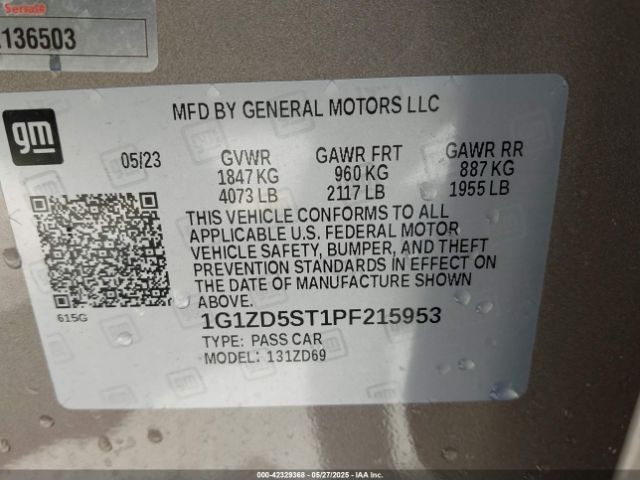 Serial#
136503
gm
MFD BY GENERAL MOTORS LLC
05/23 GVWR GAWR FRT GAWR RR
1847 KG 960 KG 887 KG
4073 LB 2117 LB 1955 LB
THIS VEHICLE CONFORMS TO ALL
APPLICABLE U.S. FEDERAL MOTOR
VEHICLE SAFETY, BUMPER, AND THEFT
PREVENTION STANDARDS IN EFFECT ON
THE DATE OF MANUFACTURE SHOWN
ABOVE.
615G
1G1ZD5ST1PF215953
TYPE: PASS CAR
MODEL: 131ZD69
000-42329368 - 05/27/2025 - IAA Inc.